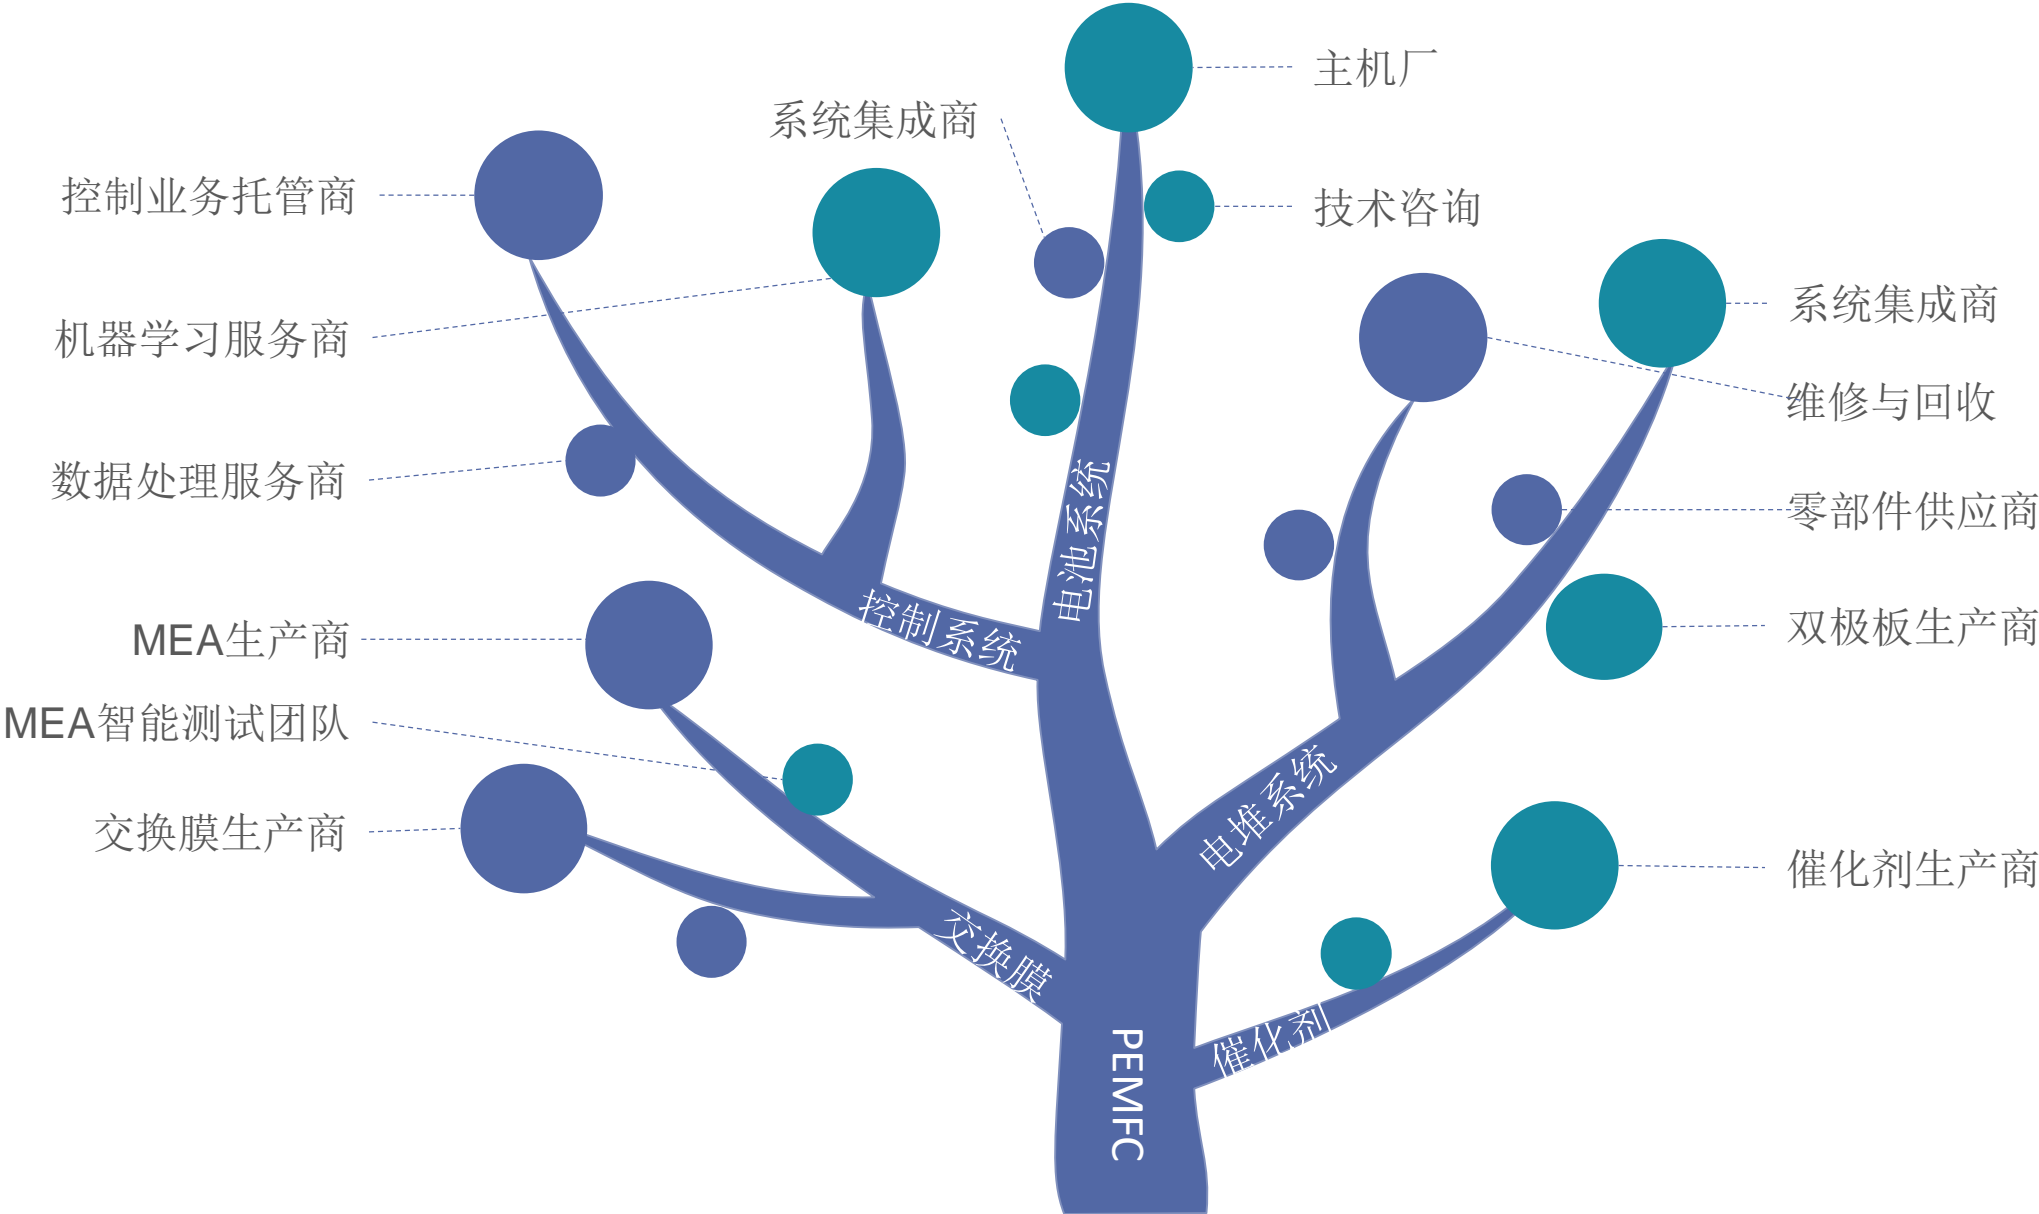 主机厂
系统集成商
控制业务托管商
技术咨询
系统集成商
机器学习服务商
维修与回收
数据处理服务商
零部件供应商
电池系统
控制系统
MEA生产商
双极板生产商
MEA智能测试团队
电堆系统
交换膜生产商
催化剂生产商
交换膜
催化剂
PEMFC